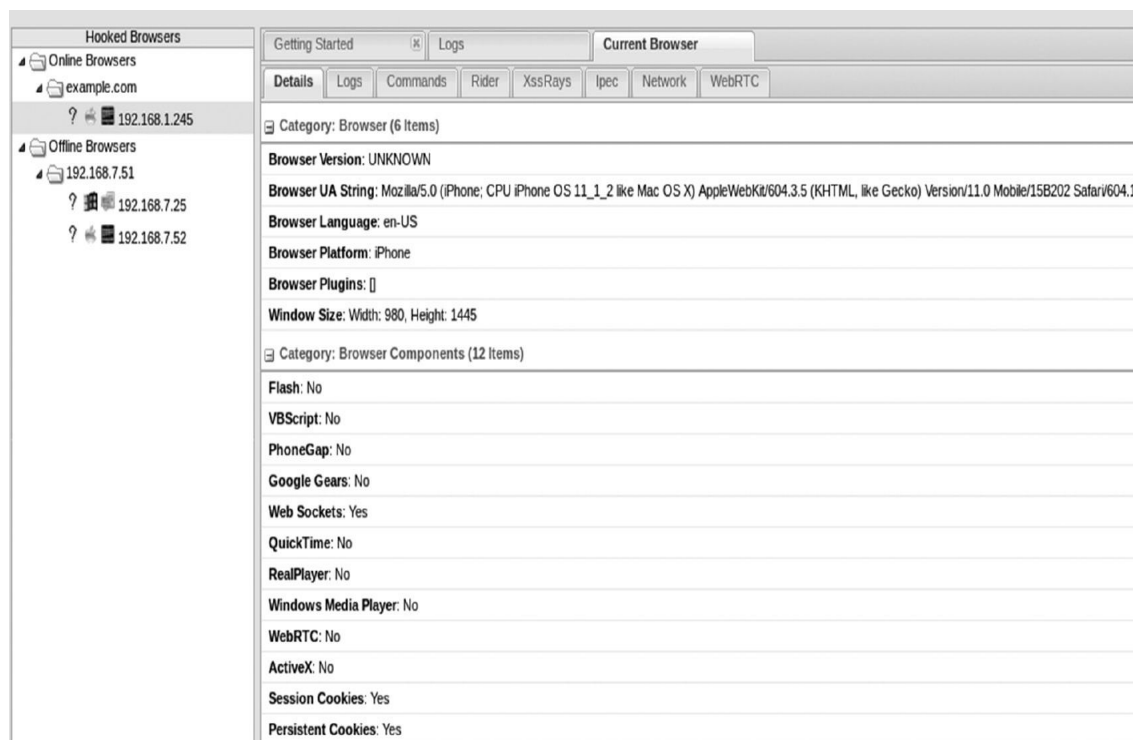 Hooked Browsers
Online Browsers
example.com
? 192.168.1.245
Offline Browsers
192.168.7.51
? 192.168.7.25
? 192.168.7.52
Getting Started Logs Current Browser
Details Logs Commands Rider XssRays Ipec Network WebRTC
Category: Browser (6 Items)
Browser Version: UNKNOWN
Browser UA String: Mozilla/5.0 (iPhone; CPU iPhone OS 11_1_2 like Mac OS X) AppleWebKit/604.3.5 (KHTML, like Gecko) Version/11.0 Mobile/15B202 Safari/604.1
Browser Language: en-US
Browser Platform: iPhone
Browser Plugins: []
Window Size: Width: 980, Height: 1445
Category: Browser Components (12 Items)
Flash: No
VBScript: No
PhoneGap: No
Google Gears: No
Web Sockets: Yes
QuickTime: No
RealPlayer: No
Windows Media Player: No
WebRTC: No
ActiveX: No
Session Cookies: Yes
Persistent Cookies: Yes